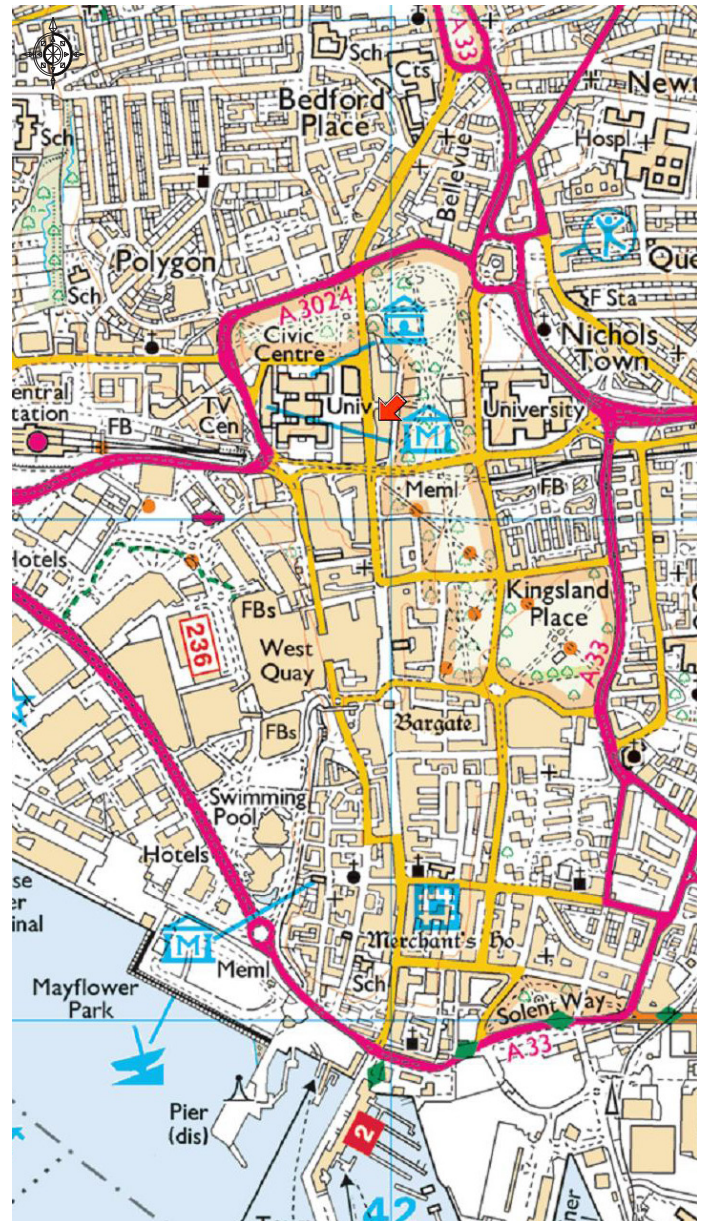 A 33
Sch
Cts
Bedford
Place
Newt
Sch
Hospl
Bellevue
Polygon
Que
Sch
A 3024
F Sta
Civic
Centre
Nichols
Town
entral
tation
TV
Cen
Univ
M
University
FB
Meml
FB
Hotels
Kingsland
Place
FBs
236
West
Quay
A 33
Bargate
FBs
Swimming
Pool
Hotels
se
er
inal
M
Merchant's Ho
Meml
Sch
Mayflower
Park
Solent Way
A 33
Pier
(dis)
2
42